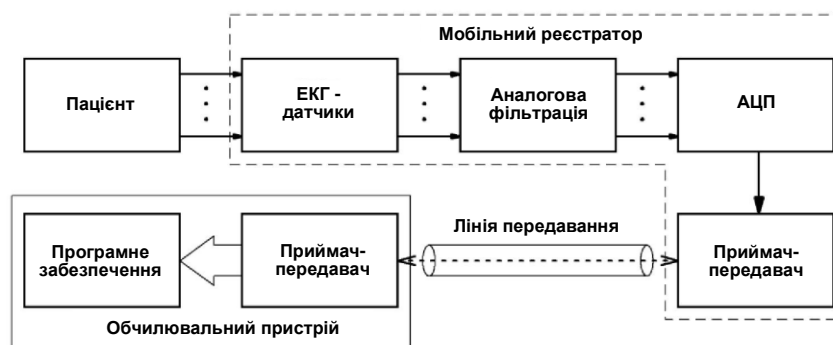 Мобільний реєстратор
Пацієнт
ЕКГ -
датчики
Аналогова
фільтрація
АЦП
Лінія передавання
Програмне
забезпечення
Приймач-
передавач
Приймач-
передавач
Обчилювальний пристрій